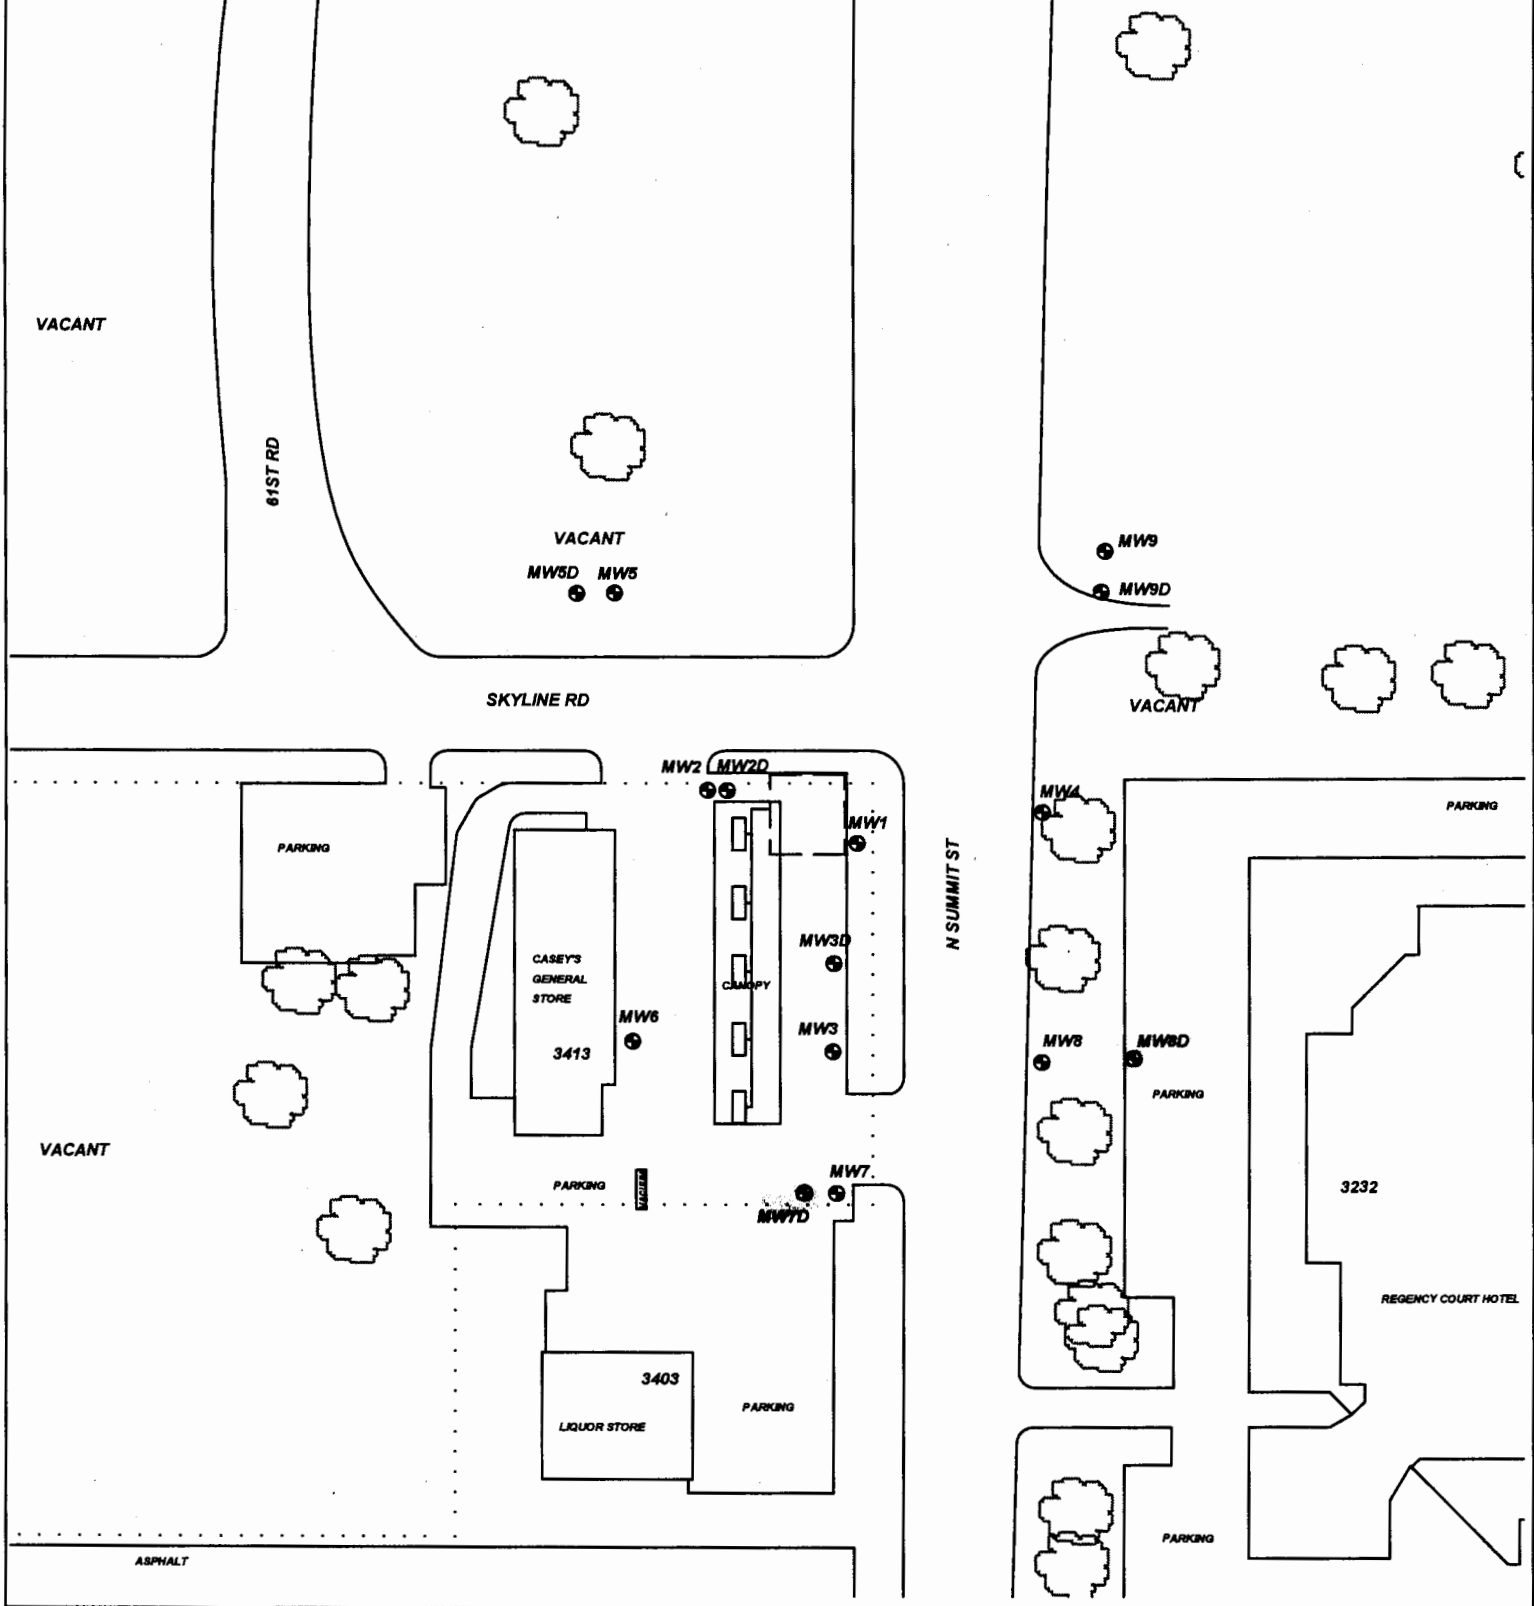 VACANT
61ST RD
VACANT
MW5D MW5
MW9
MW9D
SKYLINE RD
VACANT
MW2 MW2D
MW4
PARKING
MW1
PARKING
N SUMMIT ST
MW3D
CASEY'S
GENERAL
STORE
CANOPY
MW6
MW3
3413
MW8
MW8D
PARKING
VACANT
MW7
PARKING
VACUUM
MW7D
3232
REGENCY COURT HOTEL
3403
PARKING
LIQUOR STORE
PARKING
ASPHALT